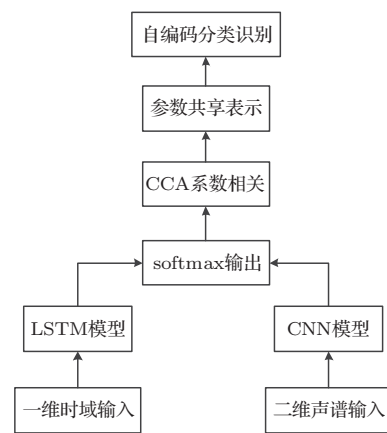 自编码分类识别
参数共享表示
CCA系数相关
softmax输出
LSTM模型
CNN模型
一维时域输入
二维声谱输入